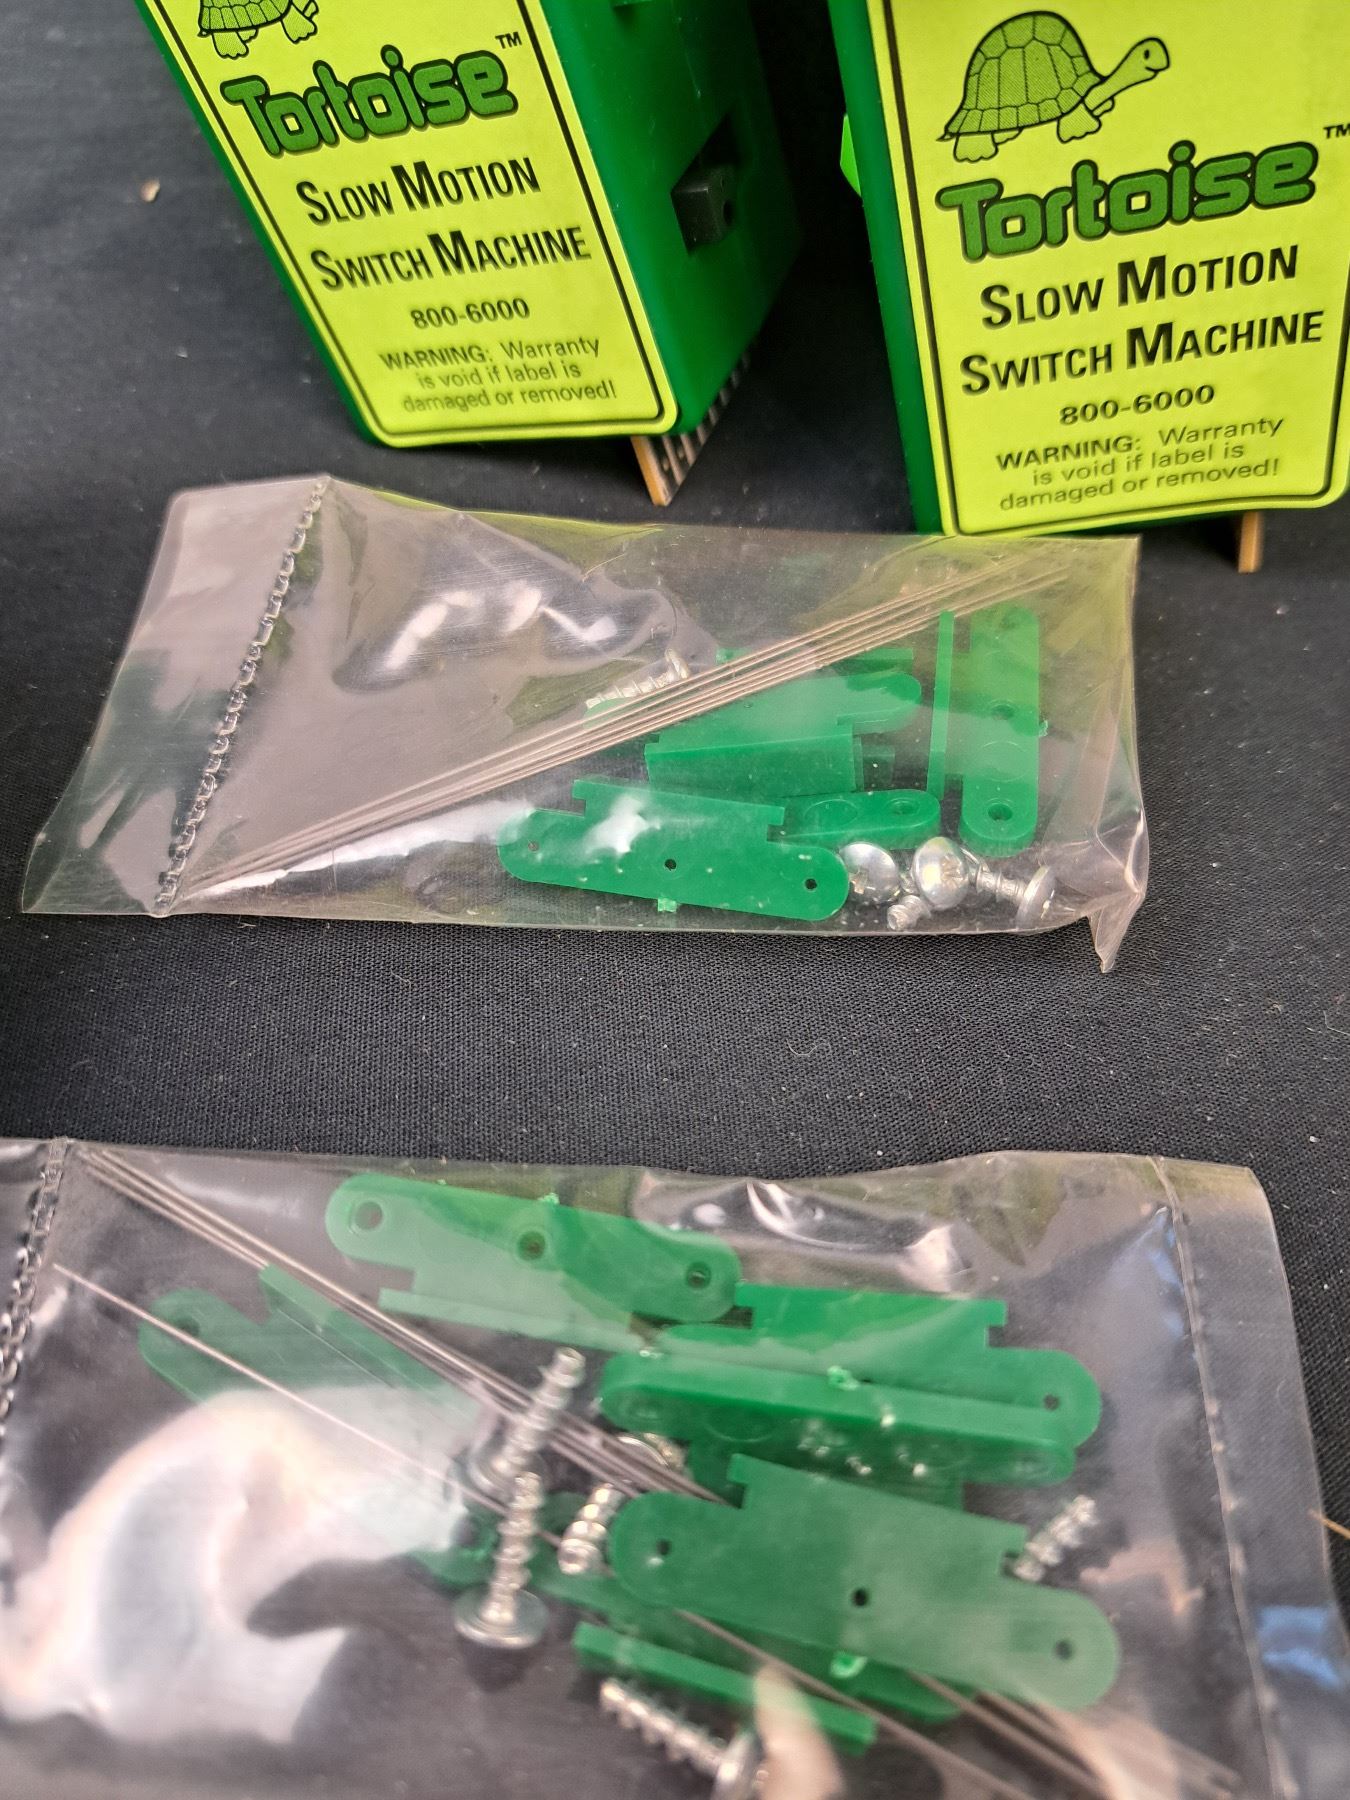 Tortoise™
SLOW MOTION
SWITCH MACHINE
800-6000
WARNING: Warranty
is void if label is
damaged or removed!
Tortoise™
SLOW MOTION
SWITCH MACHINE
800-6000
WARNING: Warranty
is void if label is
damaged or removed!